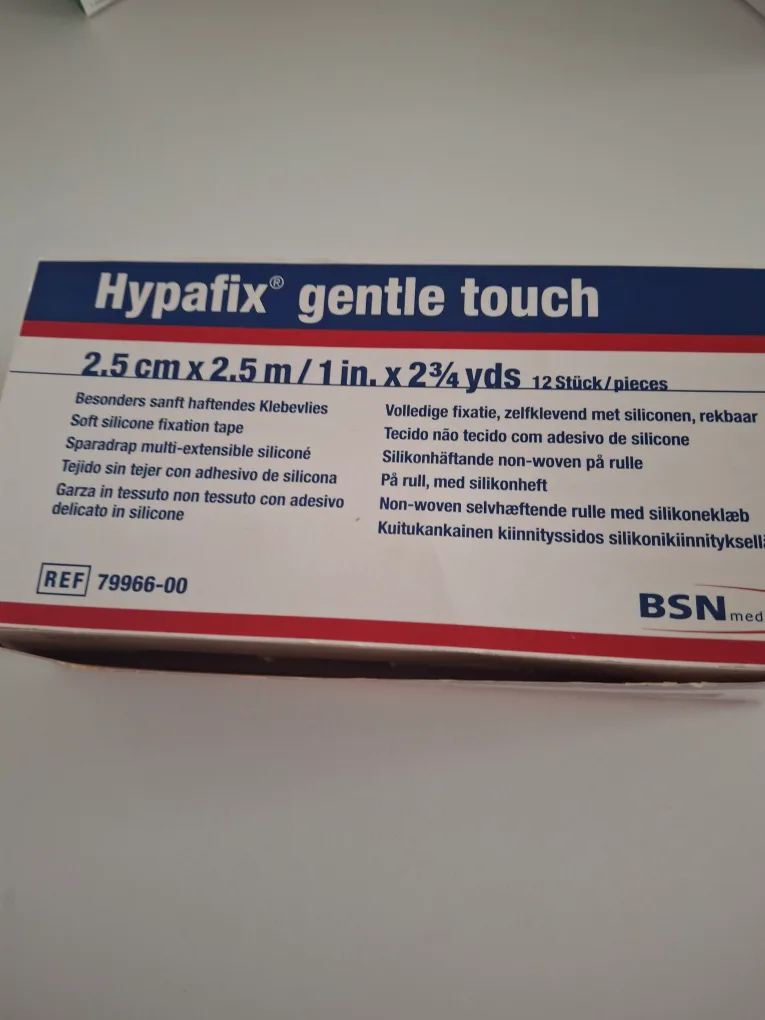 Hypafix® gentle touch
2.5 cm x 2.5 m / 1 in. x 2¾ yds 12 Stück/pieces
Besonders sanft haftendes Klebevlies
Soft silicone fixation tape
Sparadrap multi-extensible siliconé
Tejido sin tejer con adhesivo de silicona
Garza in tessuto non tessuto con adesivo
delicato in silicone
Volledige fixatie, zelfklevend met siliconen, rekbaar
Tecido não tecido com adesivo de silicone
Silikonhäftande non-woven på rulle
På rull, med silikonheft
Non-woven selvhæftende rulle med silikoneklæb
Kuitukankainen kiinnityssidos
REF 79966-00
BSN med